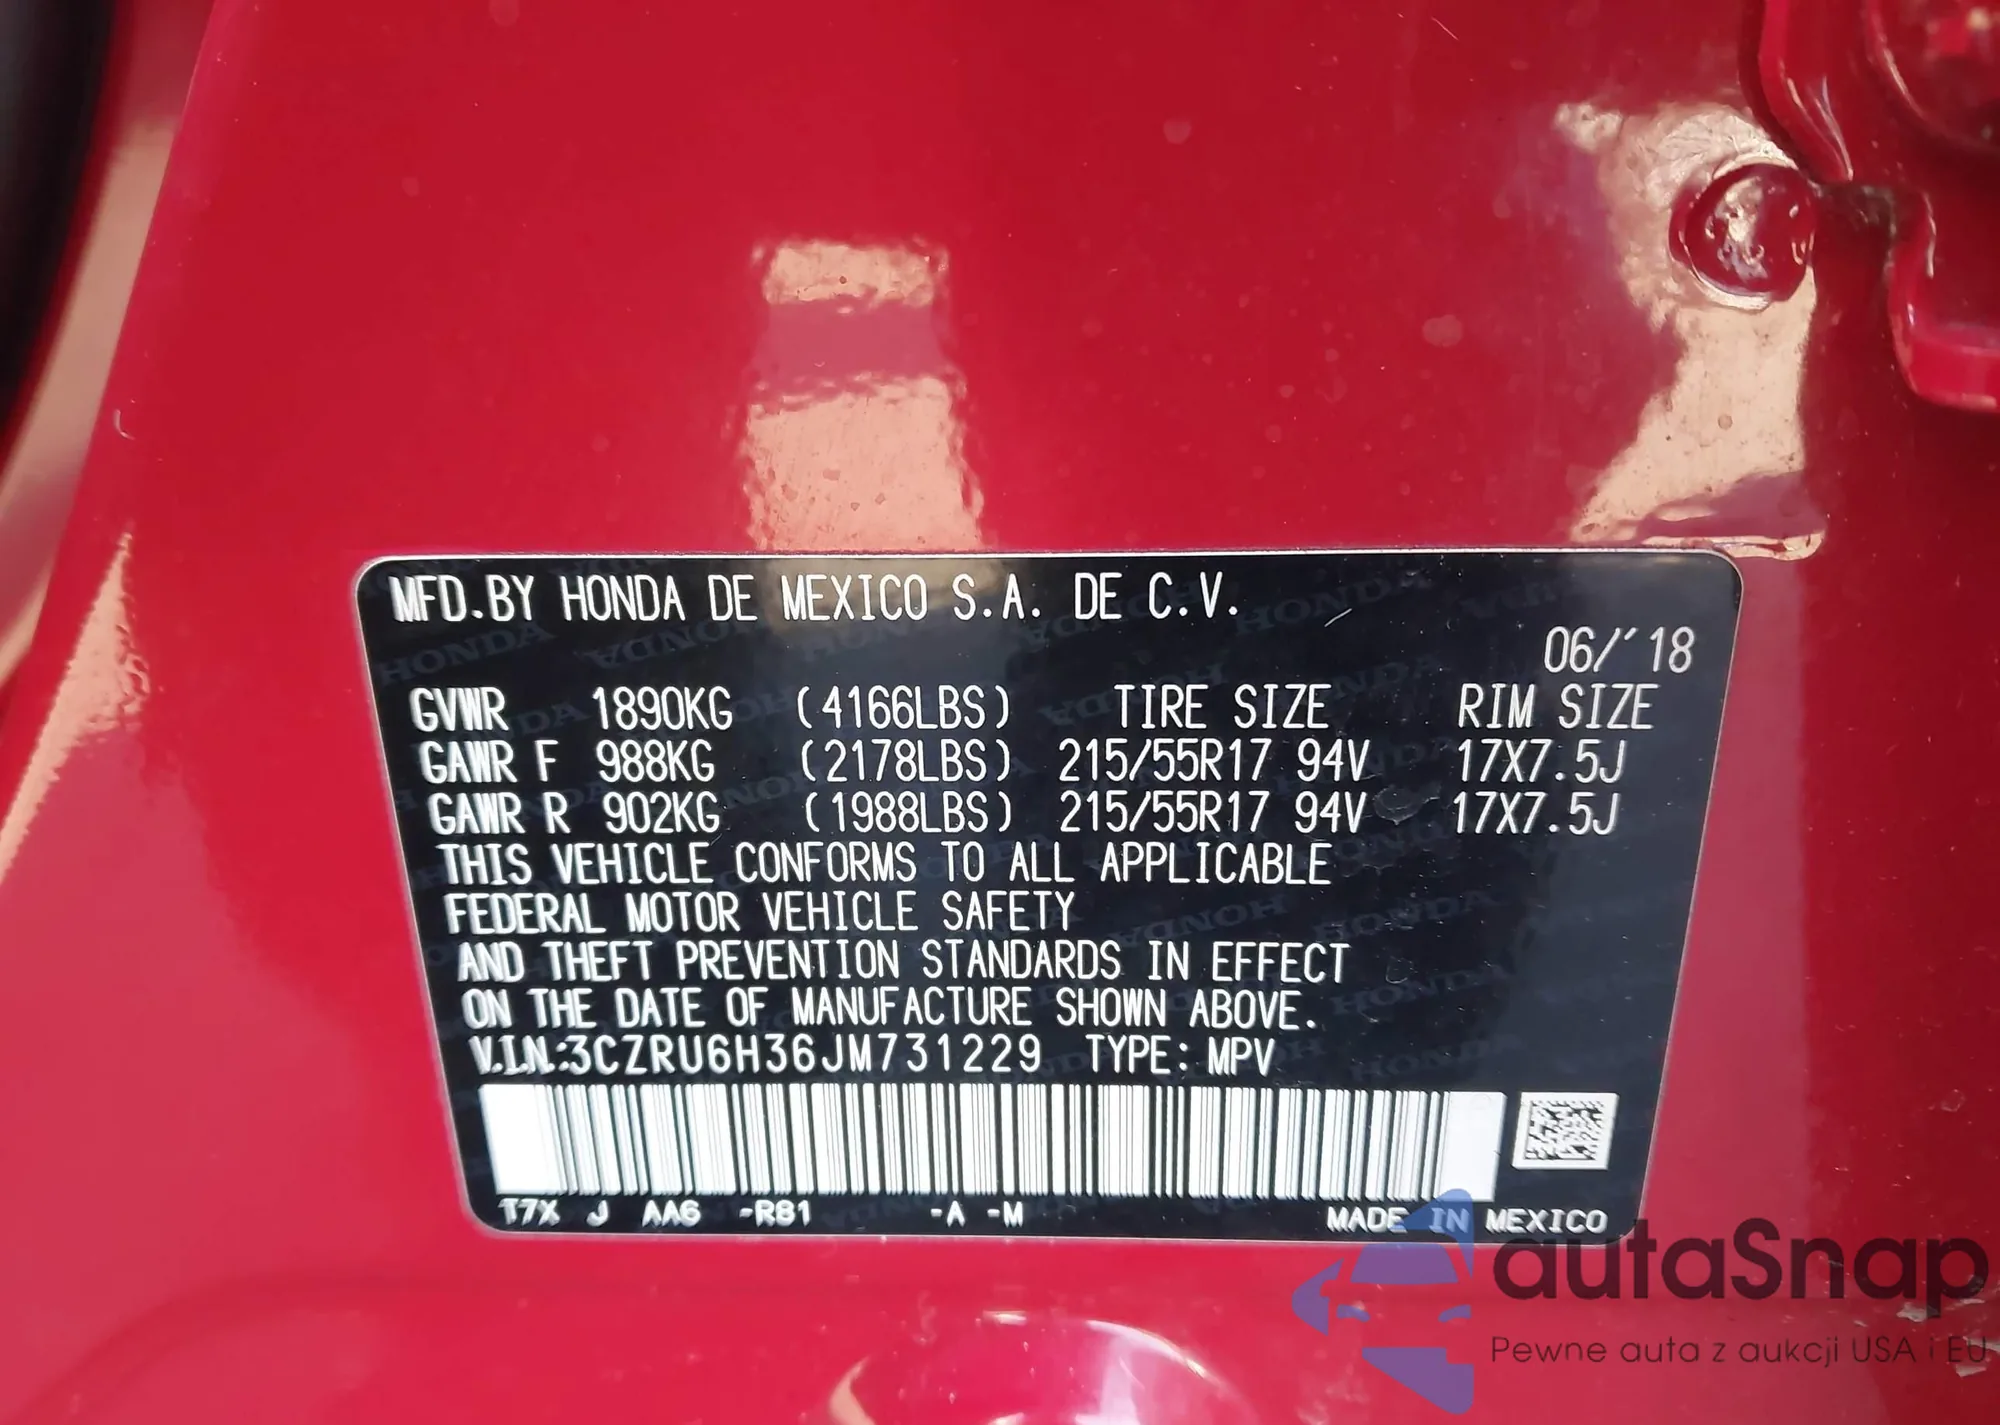 MFD.BY HONDA DE MEXICO S.A. DE C.V.
06/'18
GVWR 1890KG (4166LBS) TIRE SIZE RIM SIZE
GAWR F 988KG (2178LBS) 215/55R17 94V 17X7.5J
GAWR R 902KG (1988LBS) 215/55R17 94V 17X7.5J
THIS VEHICLE CONFORMS TO ALL APPLICABLE
FEDERAL MOTOR VEHICLE SAFETY
AND THEFT PREVENTION STANDARDS IN EFFECT
ON THE DATE OF MANUFACTURE SHOWN ABOVE.
V.I.N.:3CZRU6H36JM731229 TYPE: MPV
T7X J AA6 -R81 -A -M MADE IN MEXICO
autaSnap
Pewne auta z aukcji USA i EU